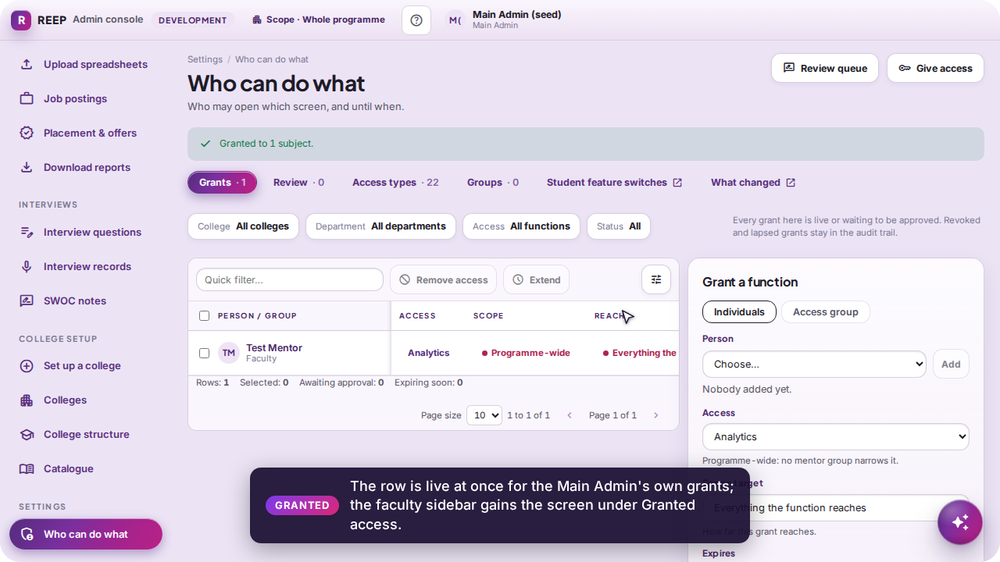 R REEP Admin console DEVELOPMENT Scope · Whole programme M( Main Admin (seed)
Main Admin
Upload spreadsheets
Job postings
Placement & offers
Download reports
INTERVIEWS
Interview questions
Interview records
SWOC notes
COLLEGE SETUP
Set up a college
Colleges
College structure
Catalogue
SETTINGS
Who can do what
Settings / Who can do what
Who can do what
Who may open which screen, and until when.
Review queue Give access
Granted to 1 subject.
Grants · 1 Review · 0 Access types · 22 Groups · 0 Student feature switches What changed
College All colleges Department All departments Access All functions Status All
Every grant here is live or waiting to be approved. Revoked
and lapsed grants stay in the audit trail.
Quick filter... Remove access Extend
PERSON / GROUP ACCESS SCOPE REACH
TM Test Mentor Analytics Programme-wide Everything the
Faculty
Rows: 1 Selected: 0 Awaiting approval: 0 Expiring soon: 0
Page size 10 1 to 1 of 1 Page 1 of 1
Grant a function
Individuals Access group
Person
Choose... Add
Nobody added yet.
Access
Analytics
Programme-wide: no mentor group narrows it.
target
Everything the function reaches
How far this grant reaches.
Expires
GRANTED
The row is live at once for the Main Admin's own grants;
the faculty sidebar gains the screen under Granted
access.